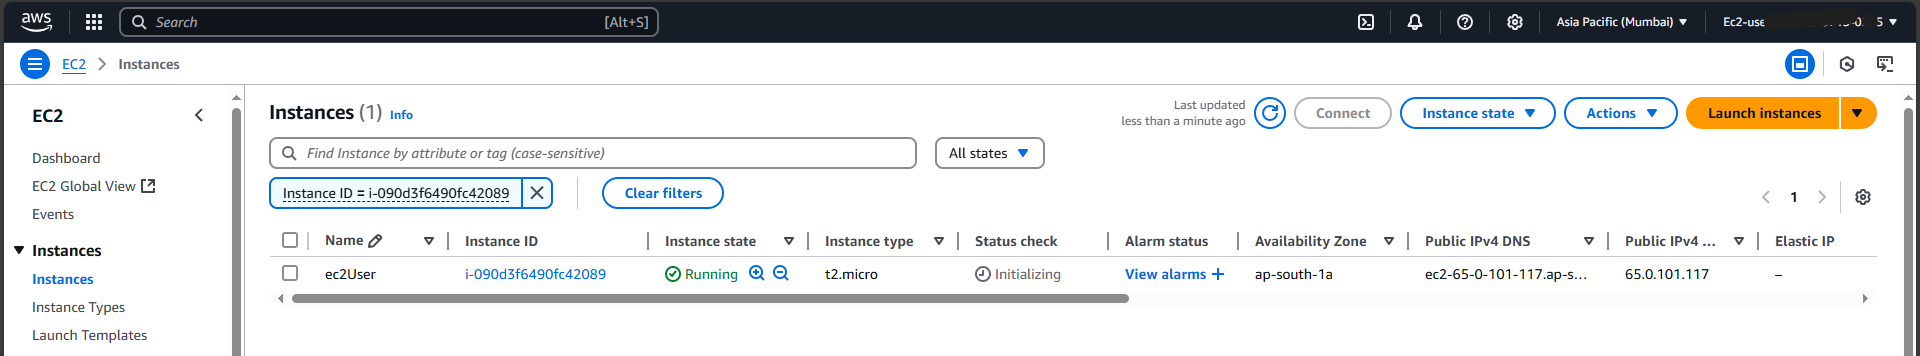 aws
Search [Alt+S]
Asia Pacific (Mumbai)
Ec2-use
EC2 Instances
EC2
Dashboard
EC2 Global View
Events
Instances
Instances
Instance Types
Launch Templates
Instances (1) Info
Last updated
less than a minute ago
Connect
Instance state
Actions
Launch instances
Find Instance by attribute or tag (case-sensitive)
All states
Instance ID = i-090d3f6490fc42089
Clear filters
1
Name Instance ID Instance state Instance type Status check Alarm status Availability Zone Public IPv4 DNS Public IPv4 ... Elastic IP
ec2User i-090d3f6490fc42089 Running t2.micro Initializing View alarms + ap-south-1a ec2-65-0-101-117.ap-s... 65.0.101.117 –